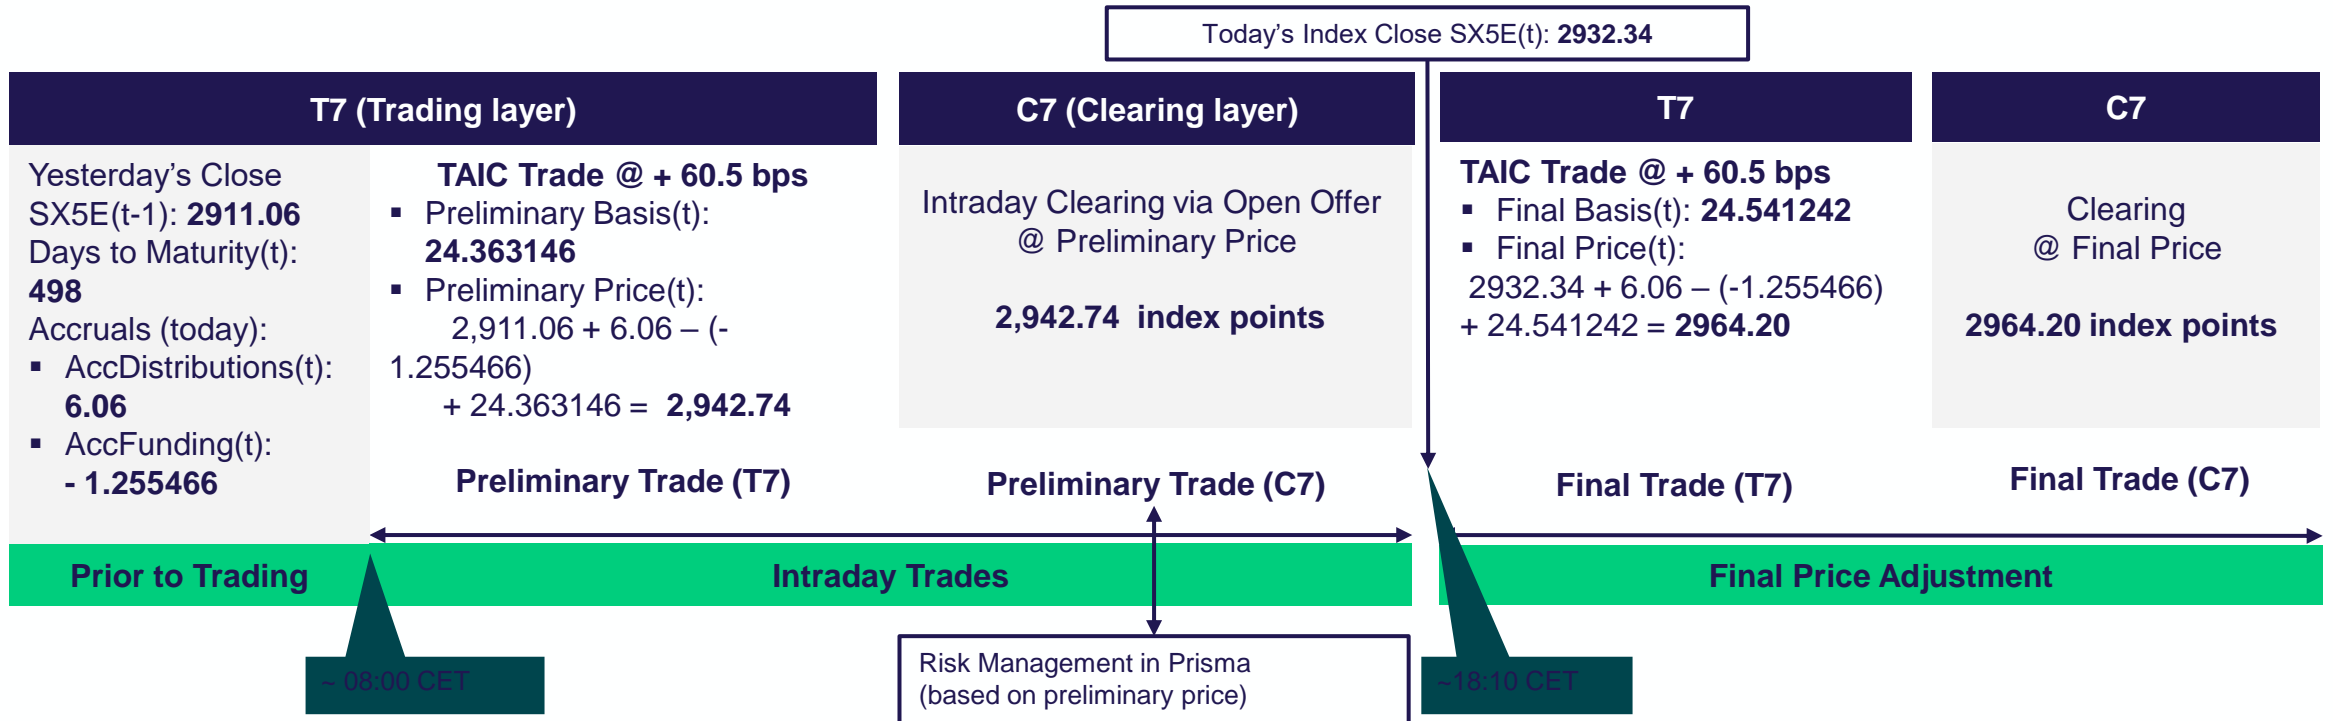 Today's Index Close SX5E(t): 2932.34
T7 (Trading layer)
Yesterday's Close
SX5E(t-1): 2911.06
Days to Maturity(t):
498
Accruals (today):
▪ AccDistributions(t):
6.06
▪ AccFunding(t):
- 1.255466
TAIC Trade @ + 60.5 bps
▪ Preliminary Basis(t):
24.363146
▪ Preliminary Price(t):
2,911.06 + 6.06 – (-
1.255466)
+ 24.363146 = 2,942.74
Preliminary Trade (T7)
C7 (Clearing layer)
Intraday Clearing via Open Offer
@ Preliminary Price
2,942.74 index points
Preliminary Trade (C7)
T7
TAIC Trade @ + 60.5 bps
▪ Final Basis(t): 24.541242
▪ Final Price(t):
2932.34 + 6.06 – (-1.255466)
+ 24.541242 = 2964.20
Final Trade (T7)
C7
Clearing
@ Final Price
2964.20 index points
Final Trade (C7)
Prior to Trading
Intraday Trades
Final Price Adjustment
~ 08:00 CET
Risk Management in Prisma
(based on preliminary price)
~18:10 CET